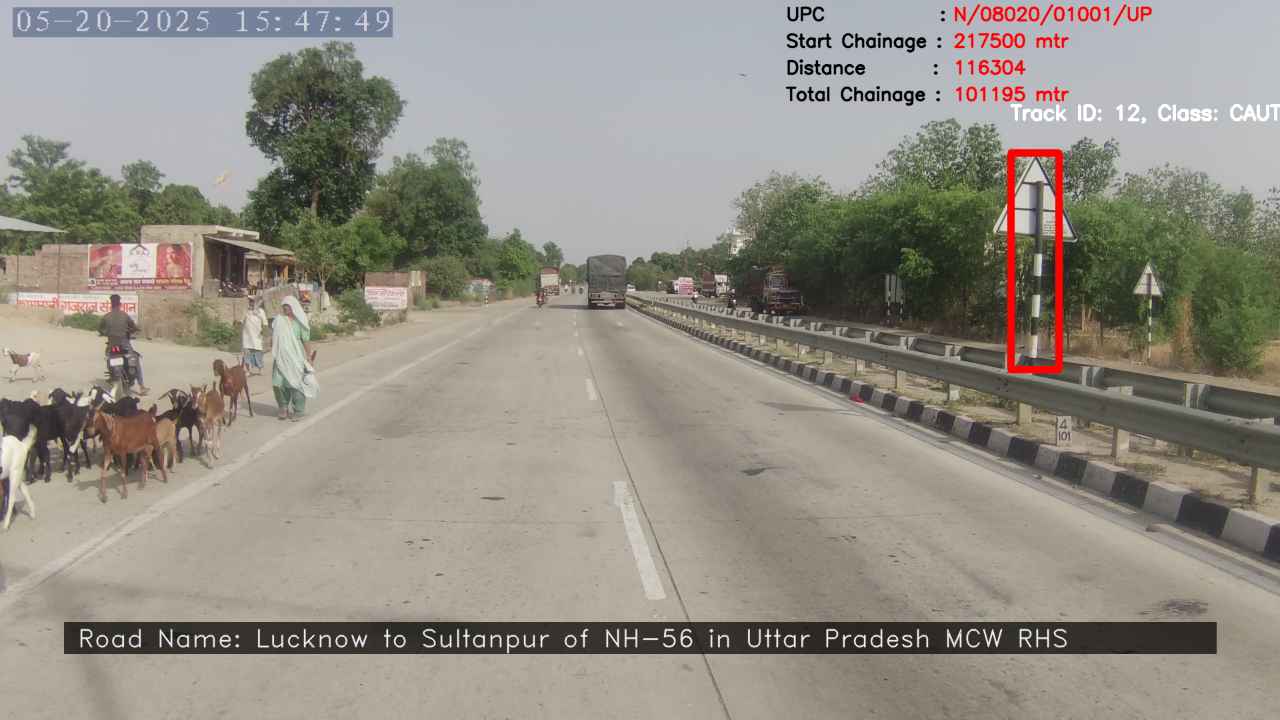 05-20-2025 15:47:49
UPC : N/08020/01001/UP
Start Chainage : 217500 mtr
Distance : 116304
Total Chainage : 101195 mtr
Track ID: 12, Class: CAUT
4
101
Road Name: Lucknow to Sultanpur of NH-56 in Uttar Pradesh MCW RHS